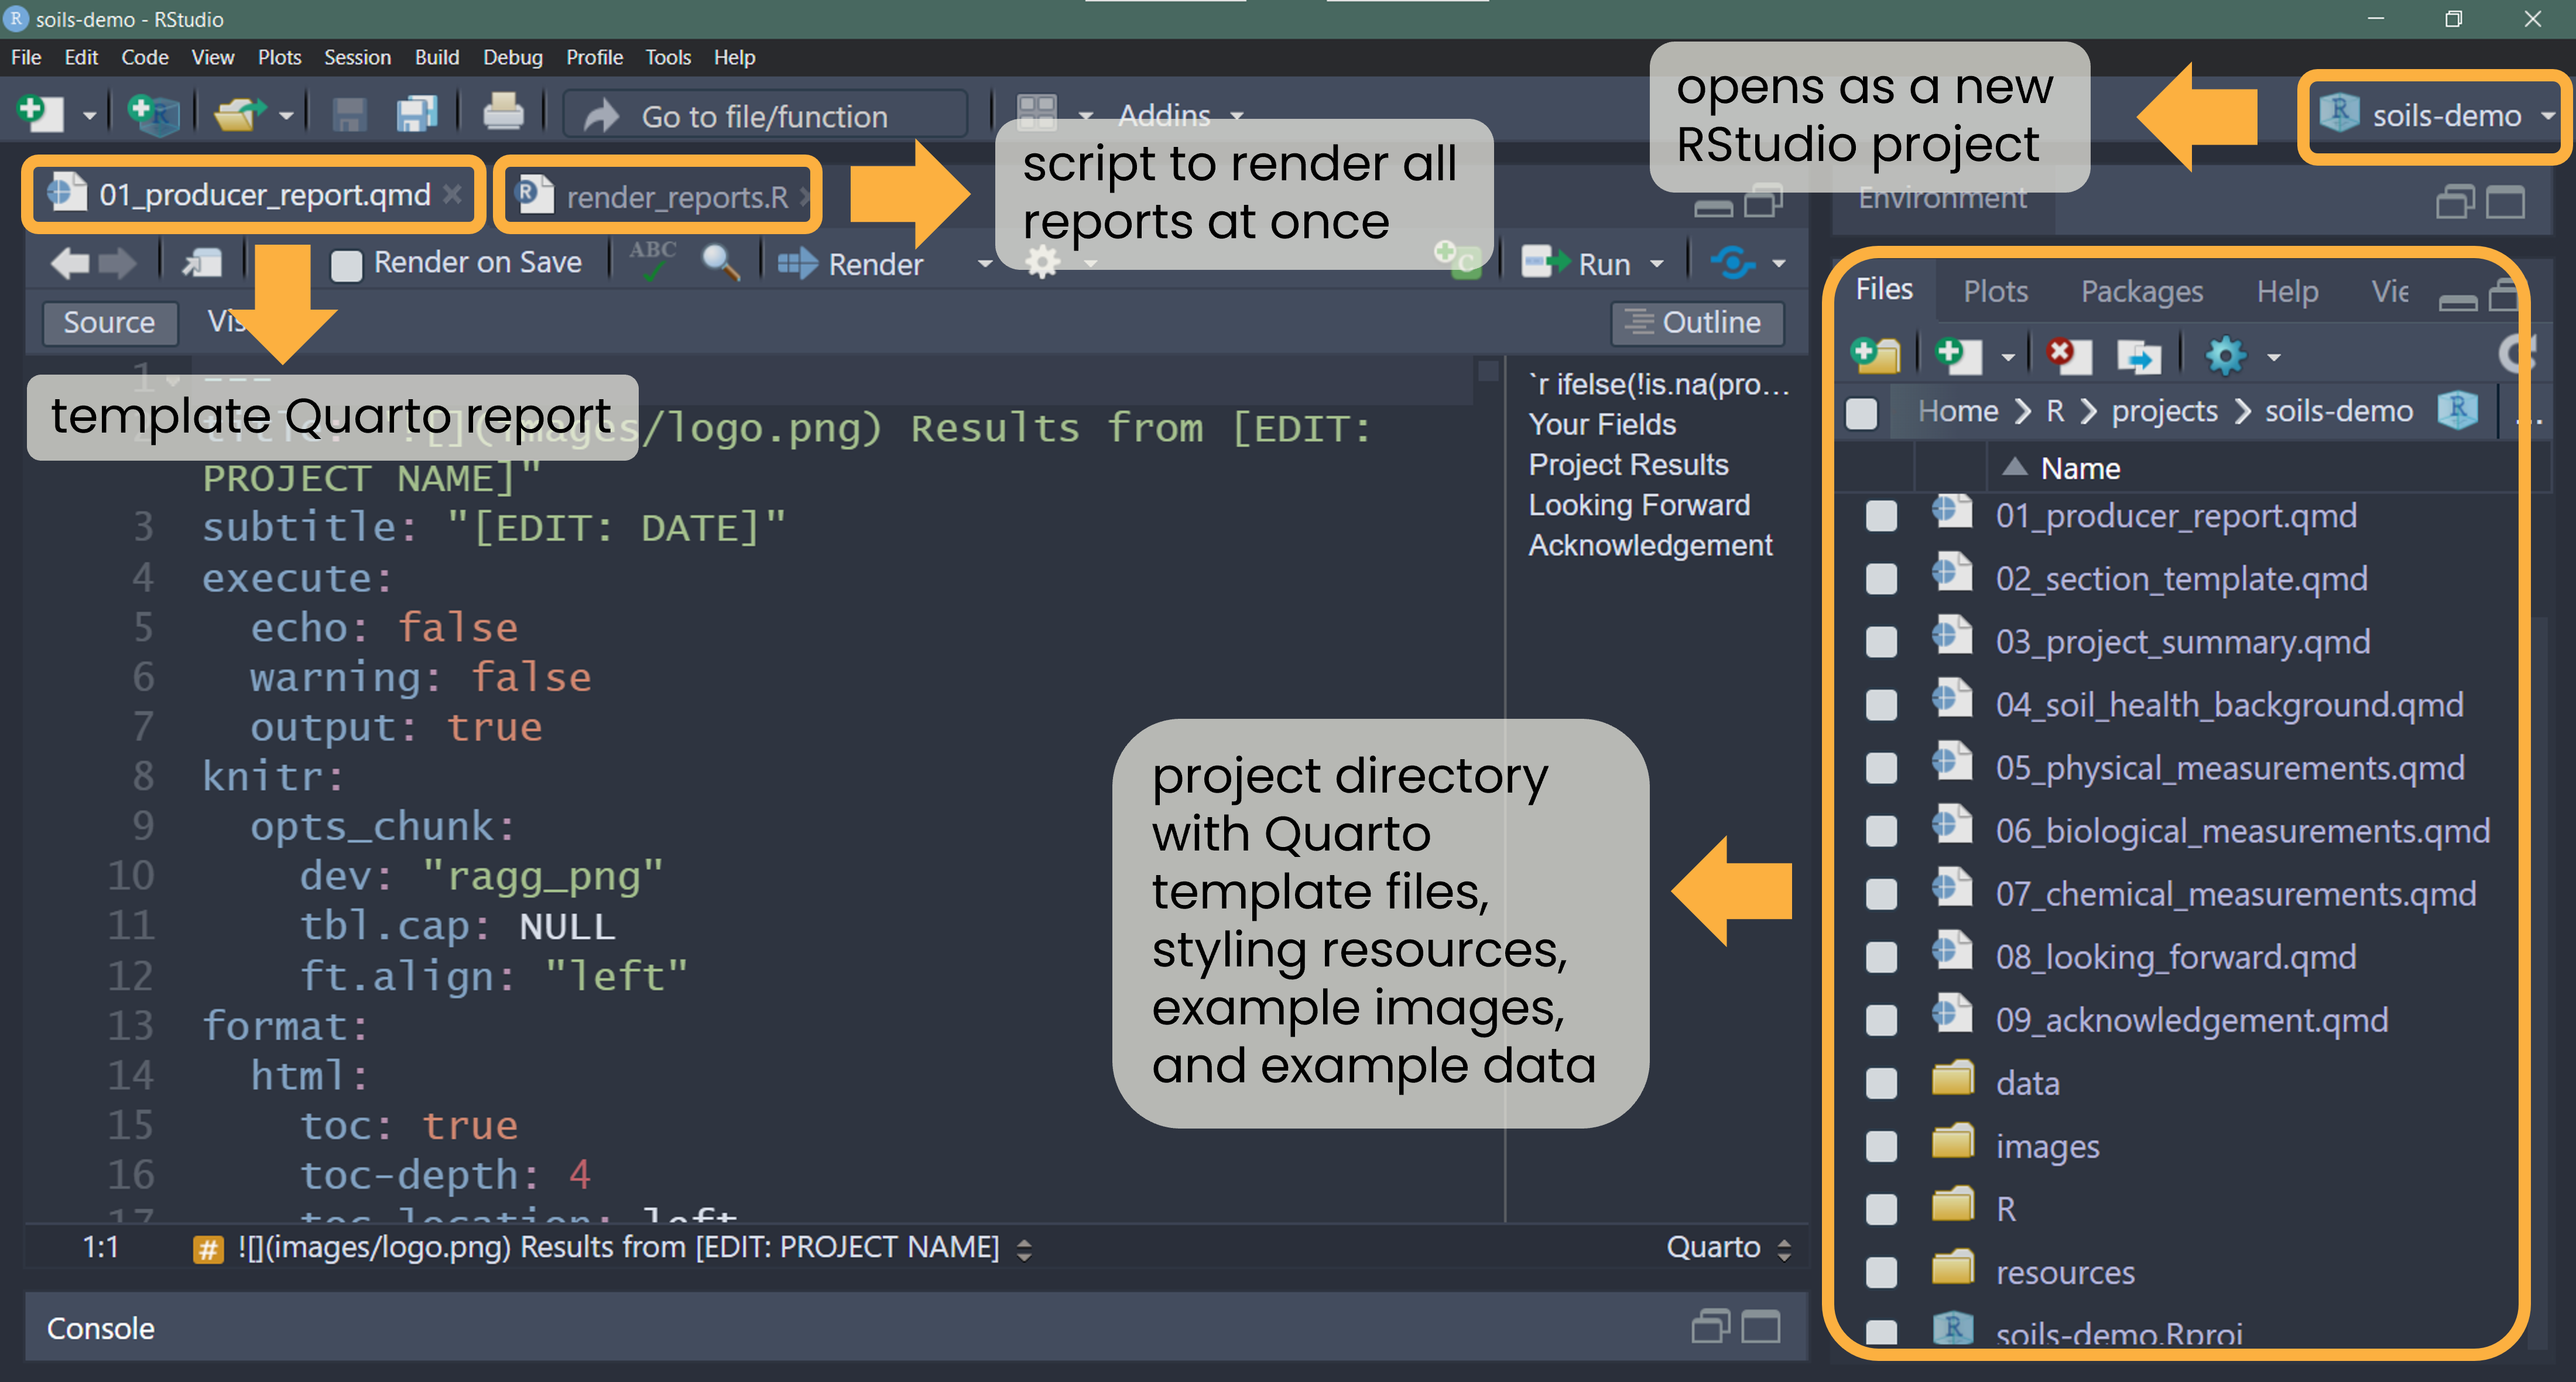 soils-demo - RStudio
File Edit Code View Plots Session Build Debug Profile Tools Help
Go to file/function
Addins
opens as a new
RStudio project
soils-demo
01_producer_report.qmd
render_reports.R
script to render all
reports at once
Environment
Render on Save
ABC
Render
Run
Source
Outline
template Quarto report
1 ---
2 title: "![](images/logo.png) Results from [EDIT:
PROJECT NAME]"
3 subtitle: "[EDIT: DATE]"
4 execute:
5 echo: false
6 warning: false
7 output: true
8 knitr:
9 opts_chunk:
10 dev: "ragg_png"
11 tbl.cap: NULL
12 ft.align: "left"
13 format:
14 html:
15 toc: true
16 toc-depth: 4
17 toc-location: left
`r ifelse(!is.na(pro…
Your Fields
Project Results
Looking Forward
Acknowledgement
project directory
with Quarto
template files,
styling resources,
example images,
and example data
1:1
# ![](images/logo.png) Results from [EDIT: PROJECT NAME]
Quarto
Console
Files Plots Packages Help Vie
Home R projects soils-demo ...
Name
01_producer_report.qmd
02_section_template.qmd
03_project_summary.qmd
04_soil_health_background.qmd
05_physical_measurements.qmd
06_biological_measurements.qmd
07_chemical_measurements.qmd
08_looking_forward.qmd
09_acknowledgement.qmd
data
images
R
resources
soils-demo.Rproj